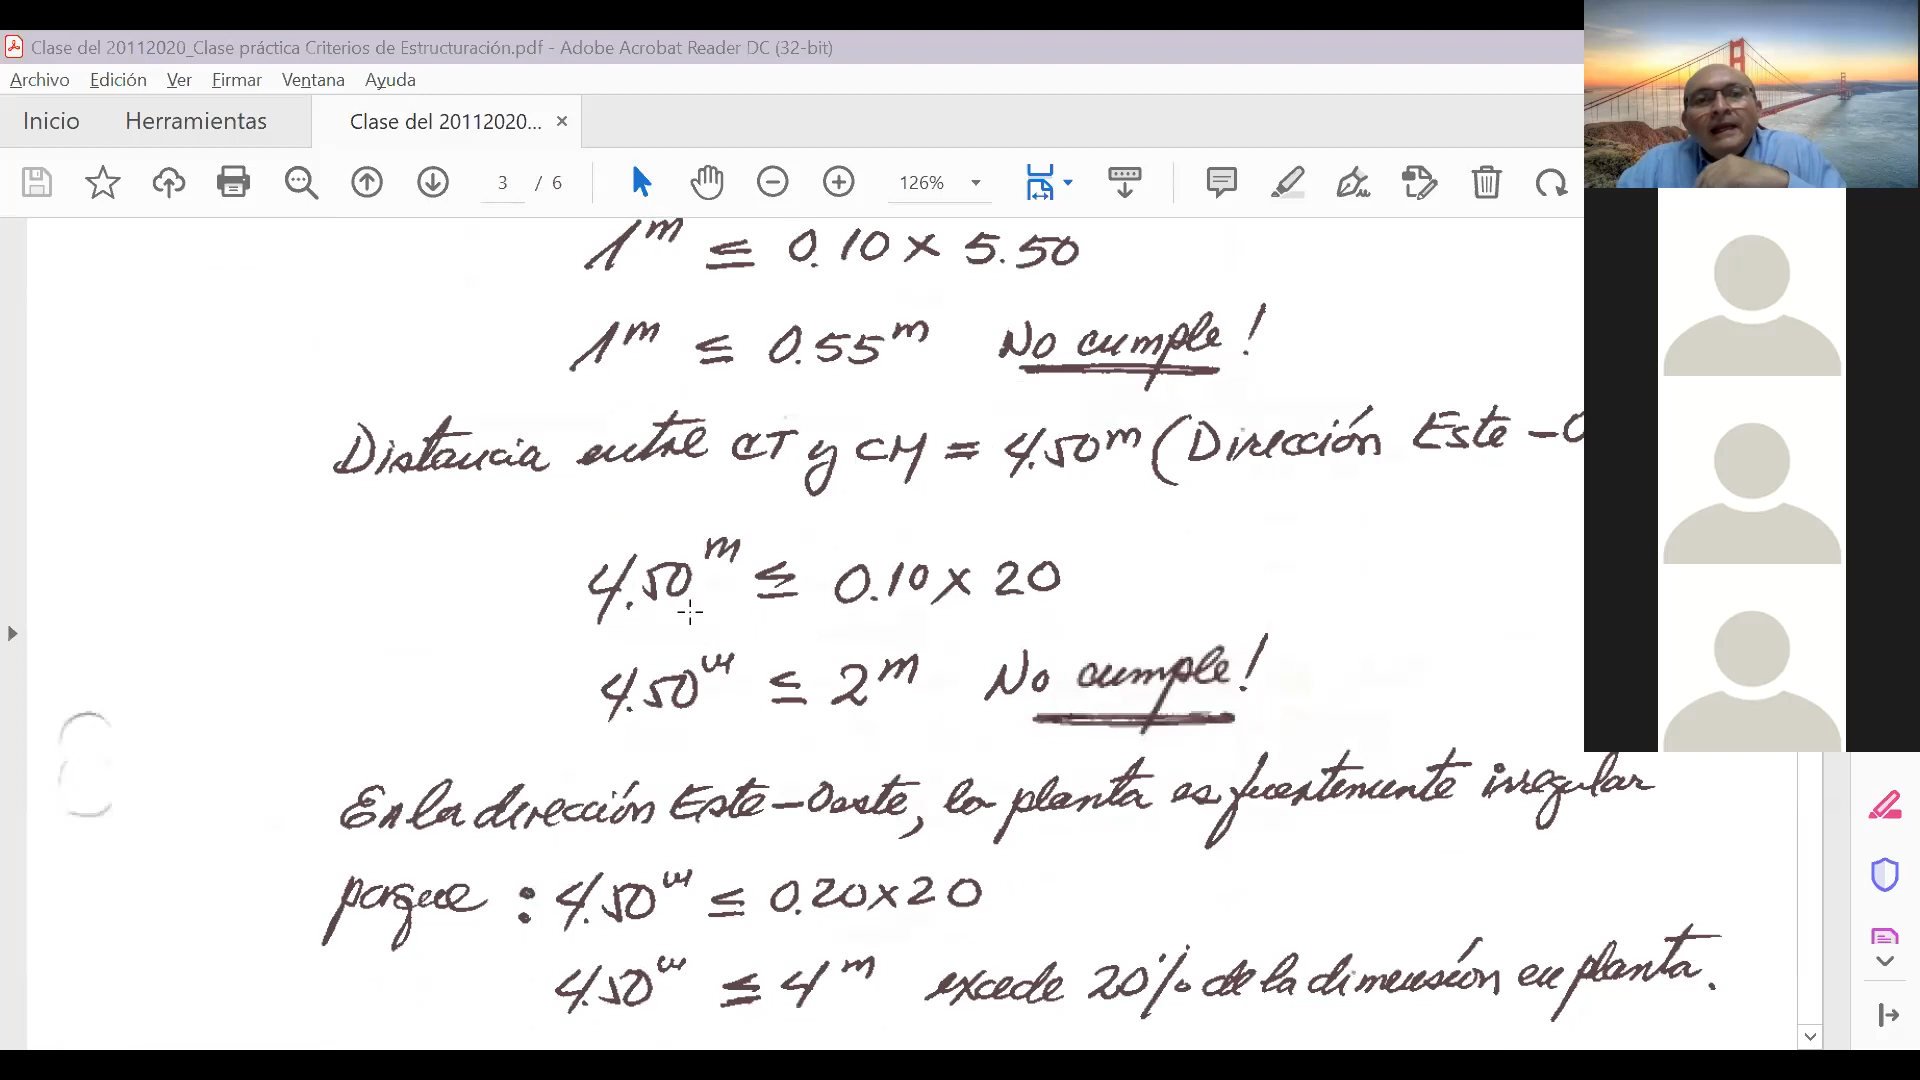 Clase del 20112020_Clase práctica Criterios de Estructuración.pdf - Adobe Acrobat Reader DC (32-bit)
Archivo Edición Ver Firmar Ventana Ayuda
Inicio Herramientas Clase del 20112020... ×
3 / 6 126%
1m ≤ 0.10 x 5.50
1m ≤ 0.55m No cumple!
Distancia entre CT y CM = 4.50m (Dirección Este-O
4.50m ≤ 0.10 x 20
4.50m ≤ 2m No cumple!
En la dirección Este-Oeste, la planta es fuertemente irregular
porque : 4.50m ≤ 0.20x20
4.50m ≤ 4m excede 20% de la dimensión en planta.